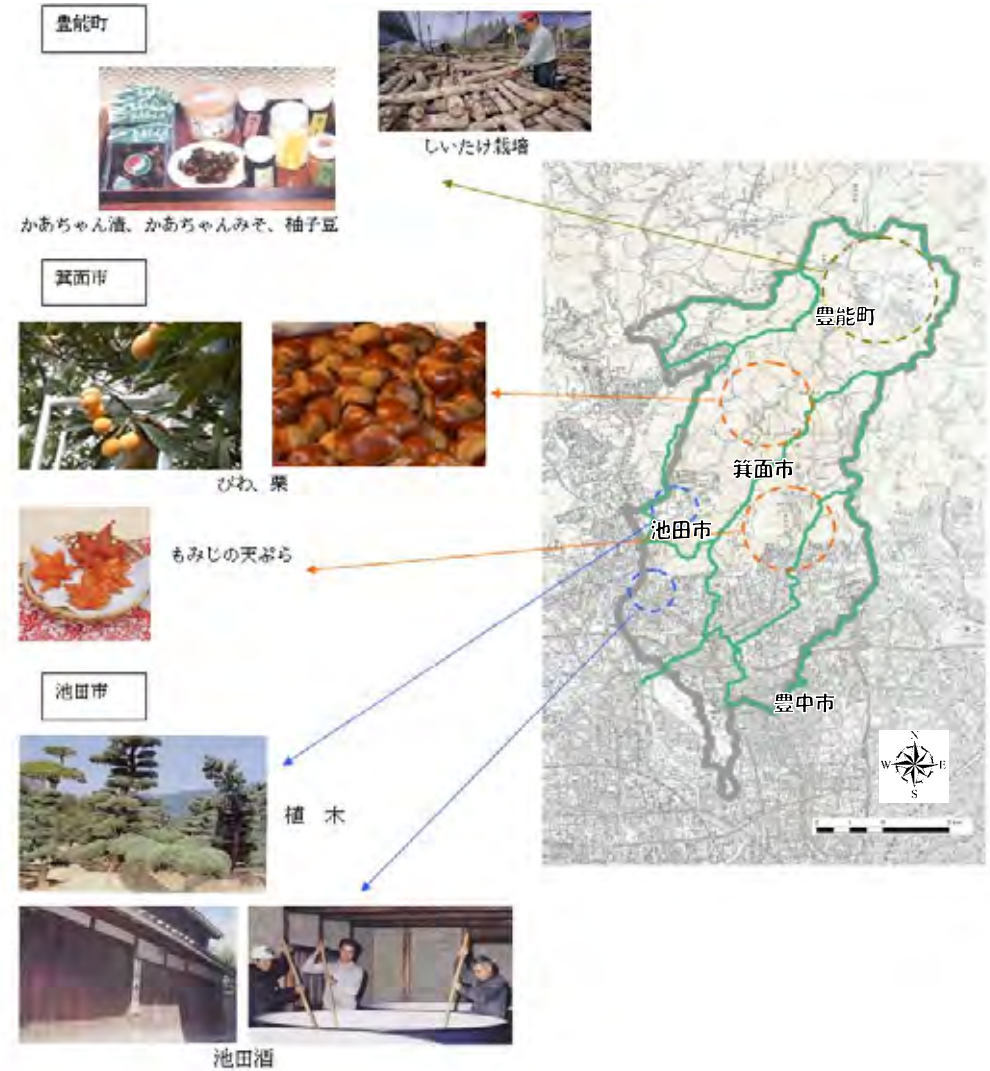 豊能町
しいたけ栽培
かあちゃん漬、かあちゃんみそ、柚子豆
箕面市
びわ、栗
もみじの天ぷら
池田市
植 木
池田酒
豊能町
箕面市
池田市
豊中市
N
W E
S